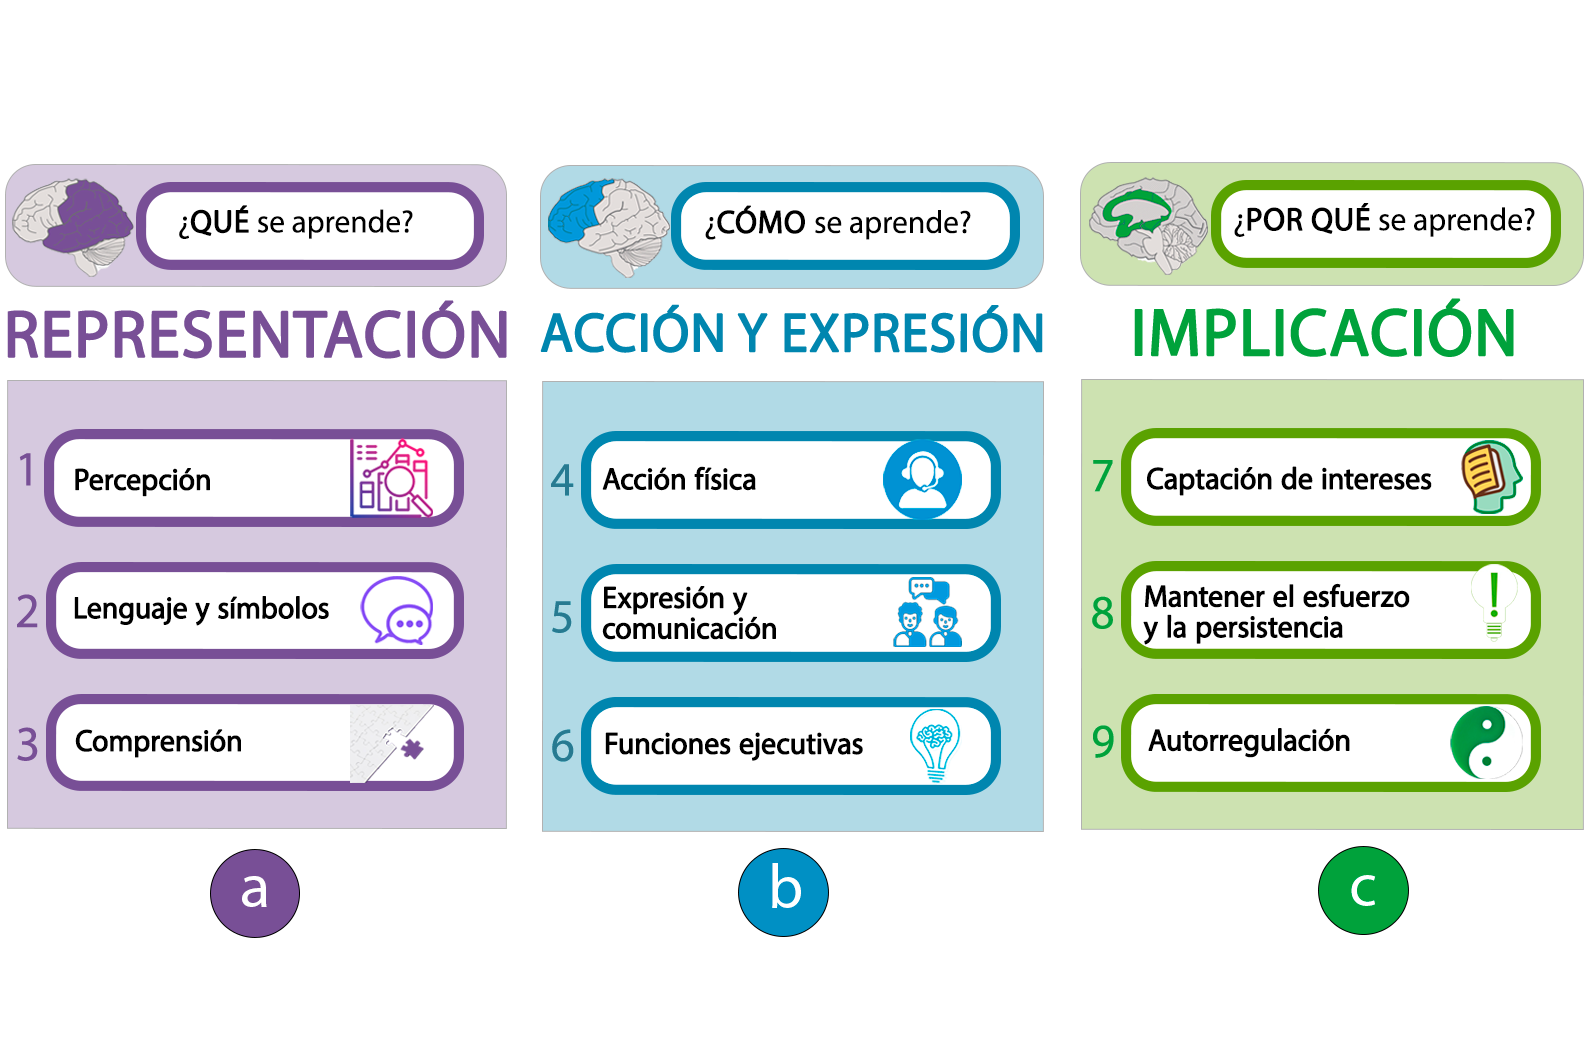 ¿QUÉ se aprende?
REPRESENTACIÓN
1 Percepción
2 Lenguaje y símbolos
3 Comprensión
a
¿CÓMO se aprende?
ACCIÓN Y EXPRESIÓN
4 Acción física
5 Expresión y
comunicación
6 Funciones ejecutivas
b
¿POR QUÉ se aprende?
IMPLICACIÓN
7 Captación de intereses
8 Mantener el esfuerzo
y la persistencia
9 Autorregulación
c